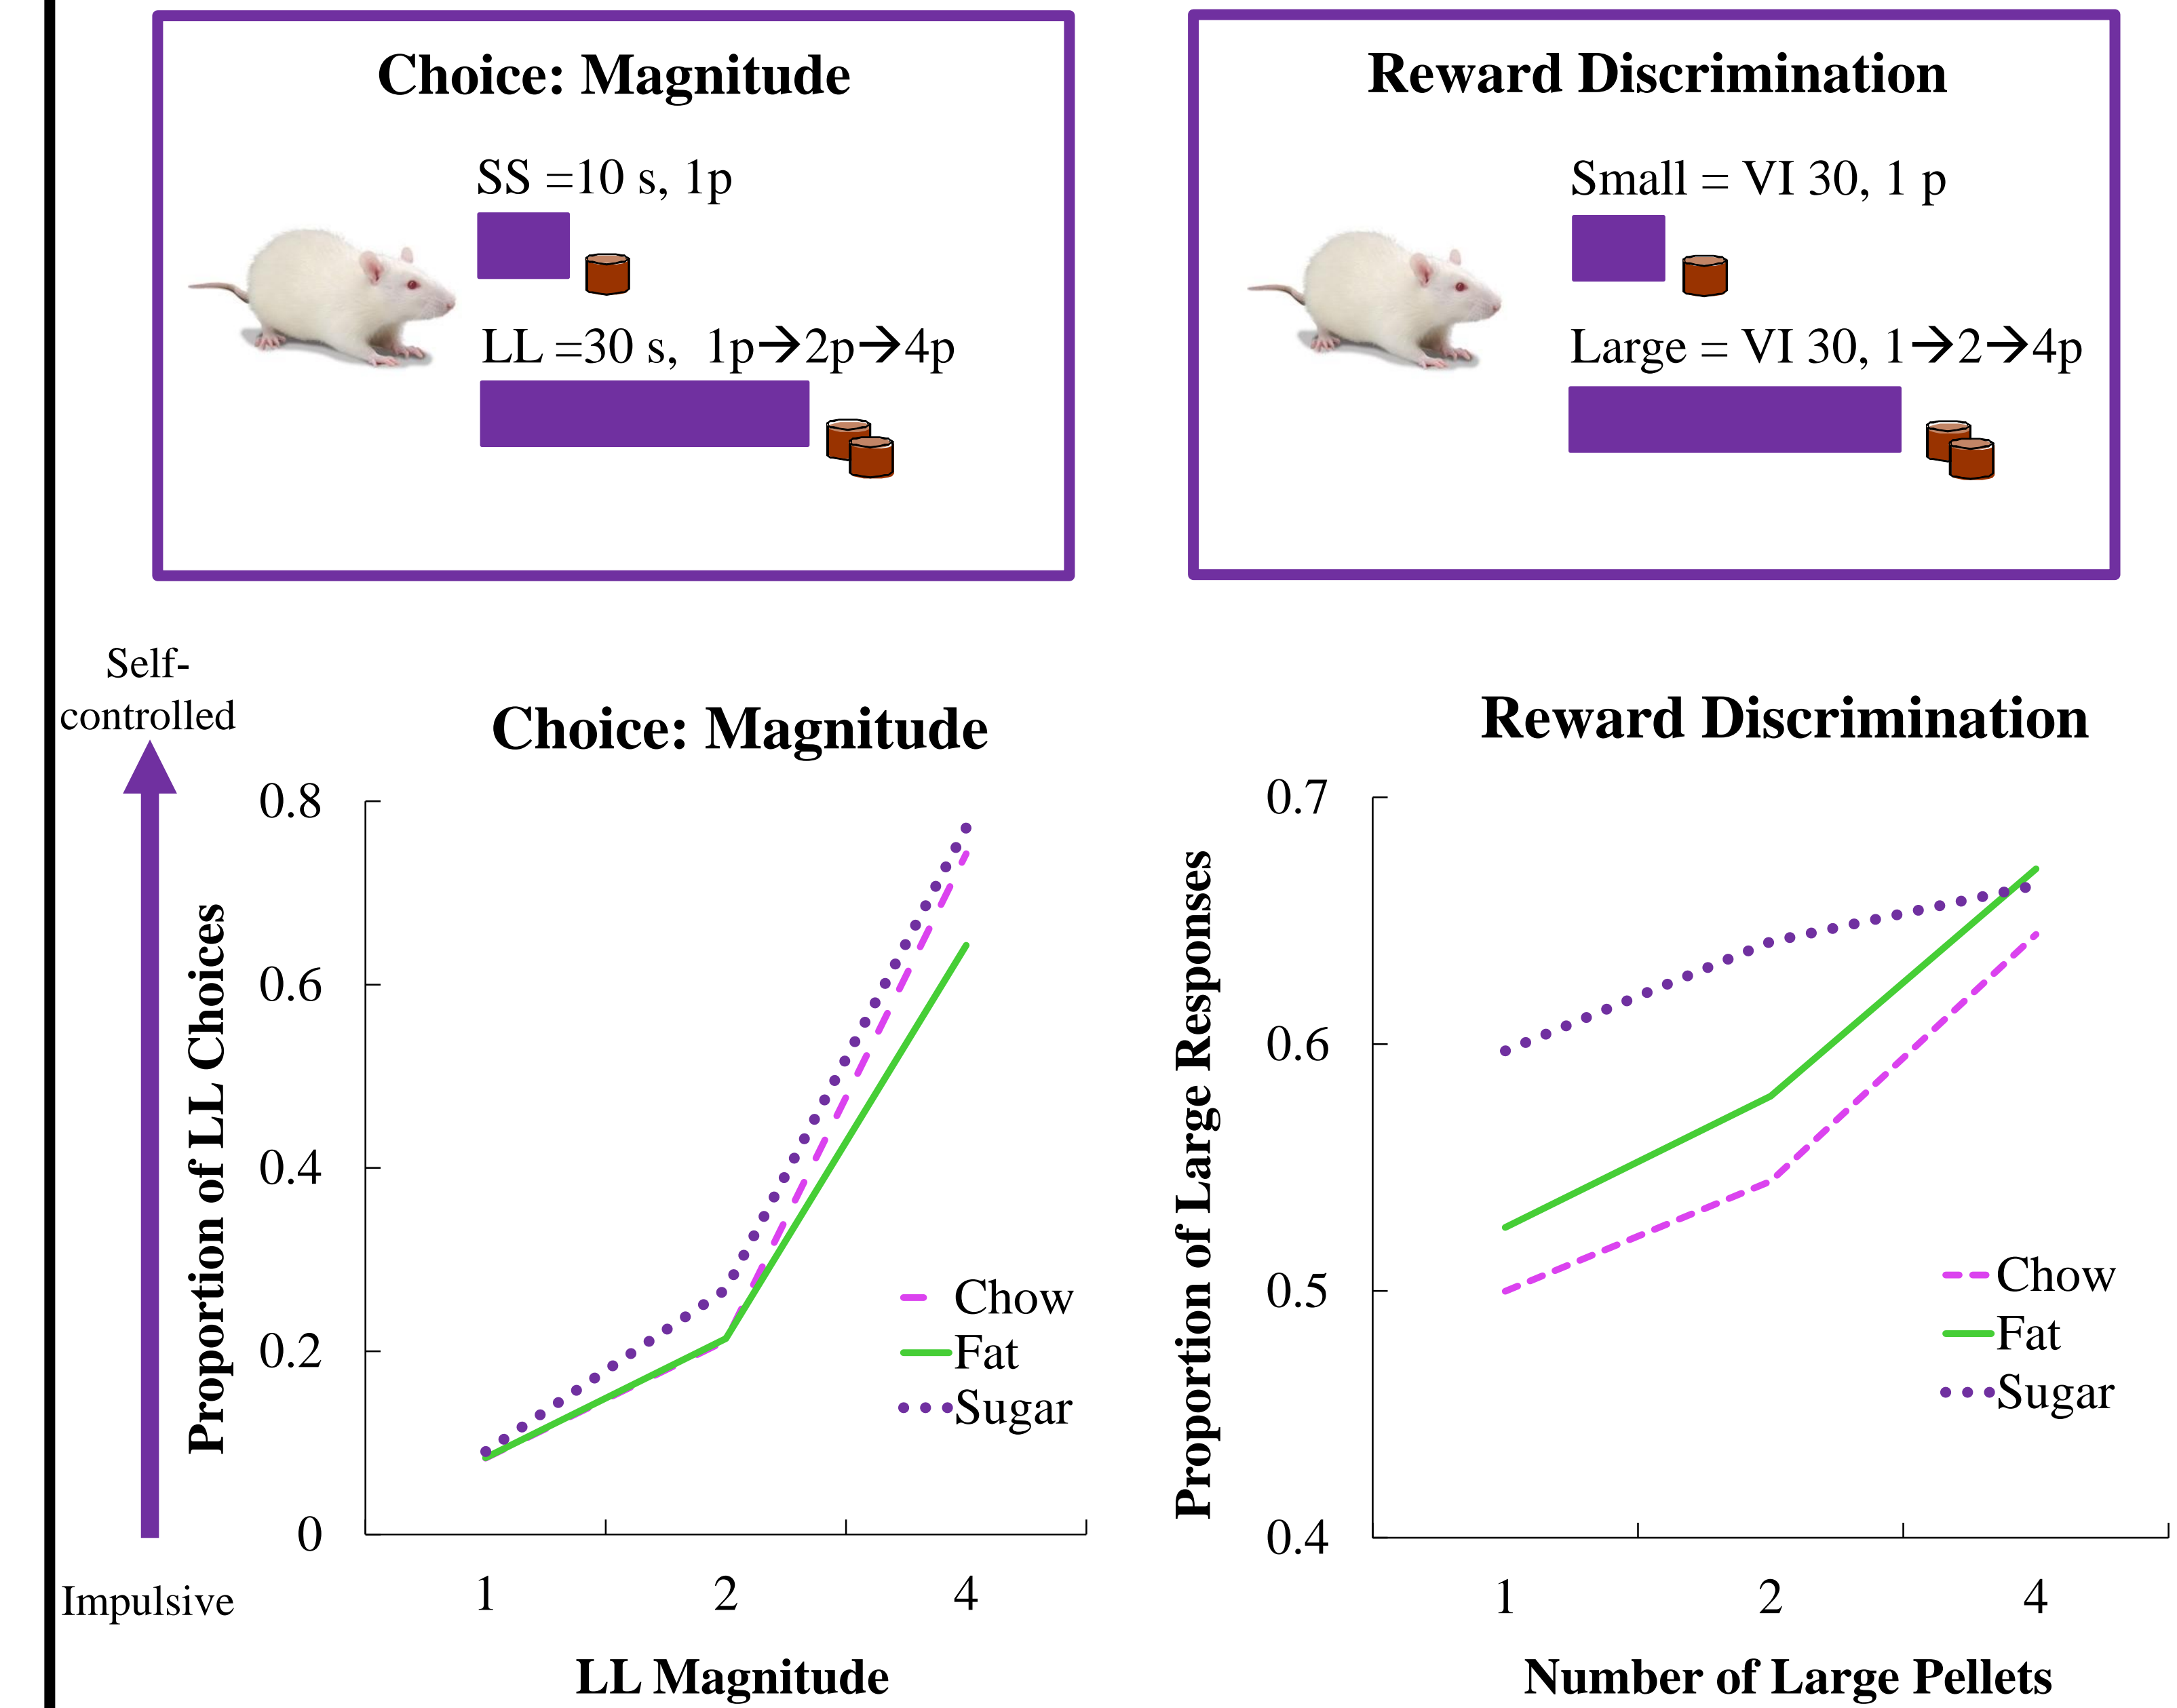 Choice: Magnitude
SS =10 s, 1p
LL =30 s, 1p→2p→4p
Reward Discrimination
Small = VI 30, 1 p
Large = VI 30, 1→2→4p
Self-
controlled
Impulsive
Choice: Magnitude
Proportion of LL Choices
0.8
0.6
0.4
0.2
0
1 2 4
LL Magnitude
Chow
Fat
Sugar
Reward Discrimination
Proportion of Large Responses
0.7
0.6
0.5
0.4
1 2 4
Number of Large Pellets
Chow
Fat
Sugar